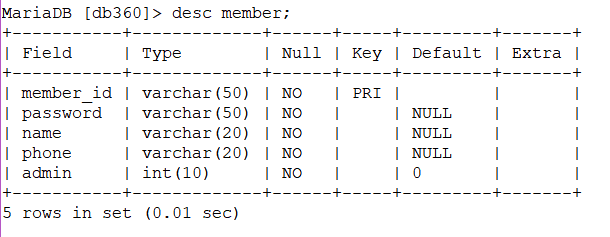 MariaDB [db360]> desc member;
+-----------+-------------+------+-----+---------+-------+
| Field     | Type        | Null | Key | Default | Extra |
+-----------+-------------+------+-----+---------+-------+
| member_id | varchar(50) | NO   | PRI |         |       |
| password  | varchar(50) | NO   |     | NULL    |       |
| name      | varchar(20) | NO   |     | NULL    |       |
| phone     | varchar(20) | NO   |     | NULL    |       |
| admin     | int(10)     | NO   |     | 0       |       |
+-----------+-------------+------+-----+---------+-------+
5 rows in set (0.01 sec)